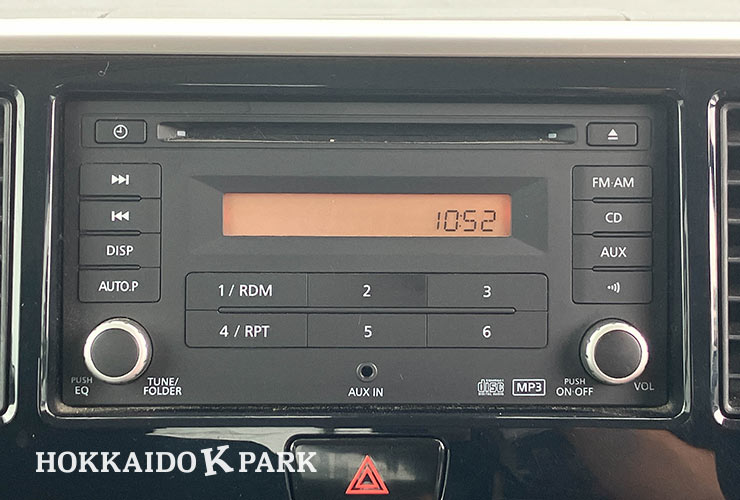 FM·AM
10:52
CD
DISP
AUX
AUTO.P
1 / RDM
2
3
4 / RPT
5
6
PUSH
EQ
TUNE/
FOLDER
AUX IN
disc
MP3
PUSH
ON·OFF
VOL
HOKKAIDO K PARK